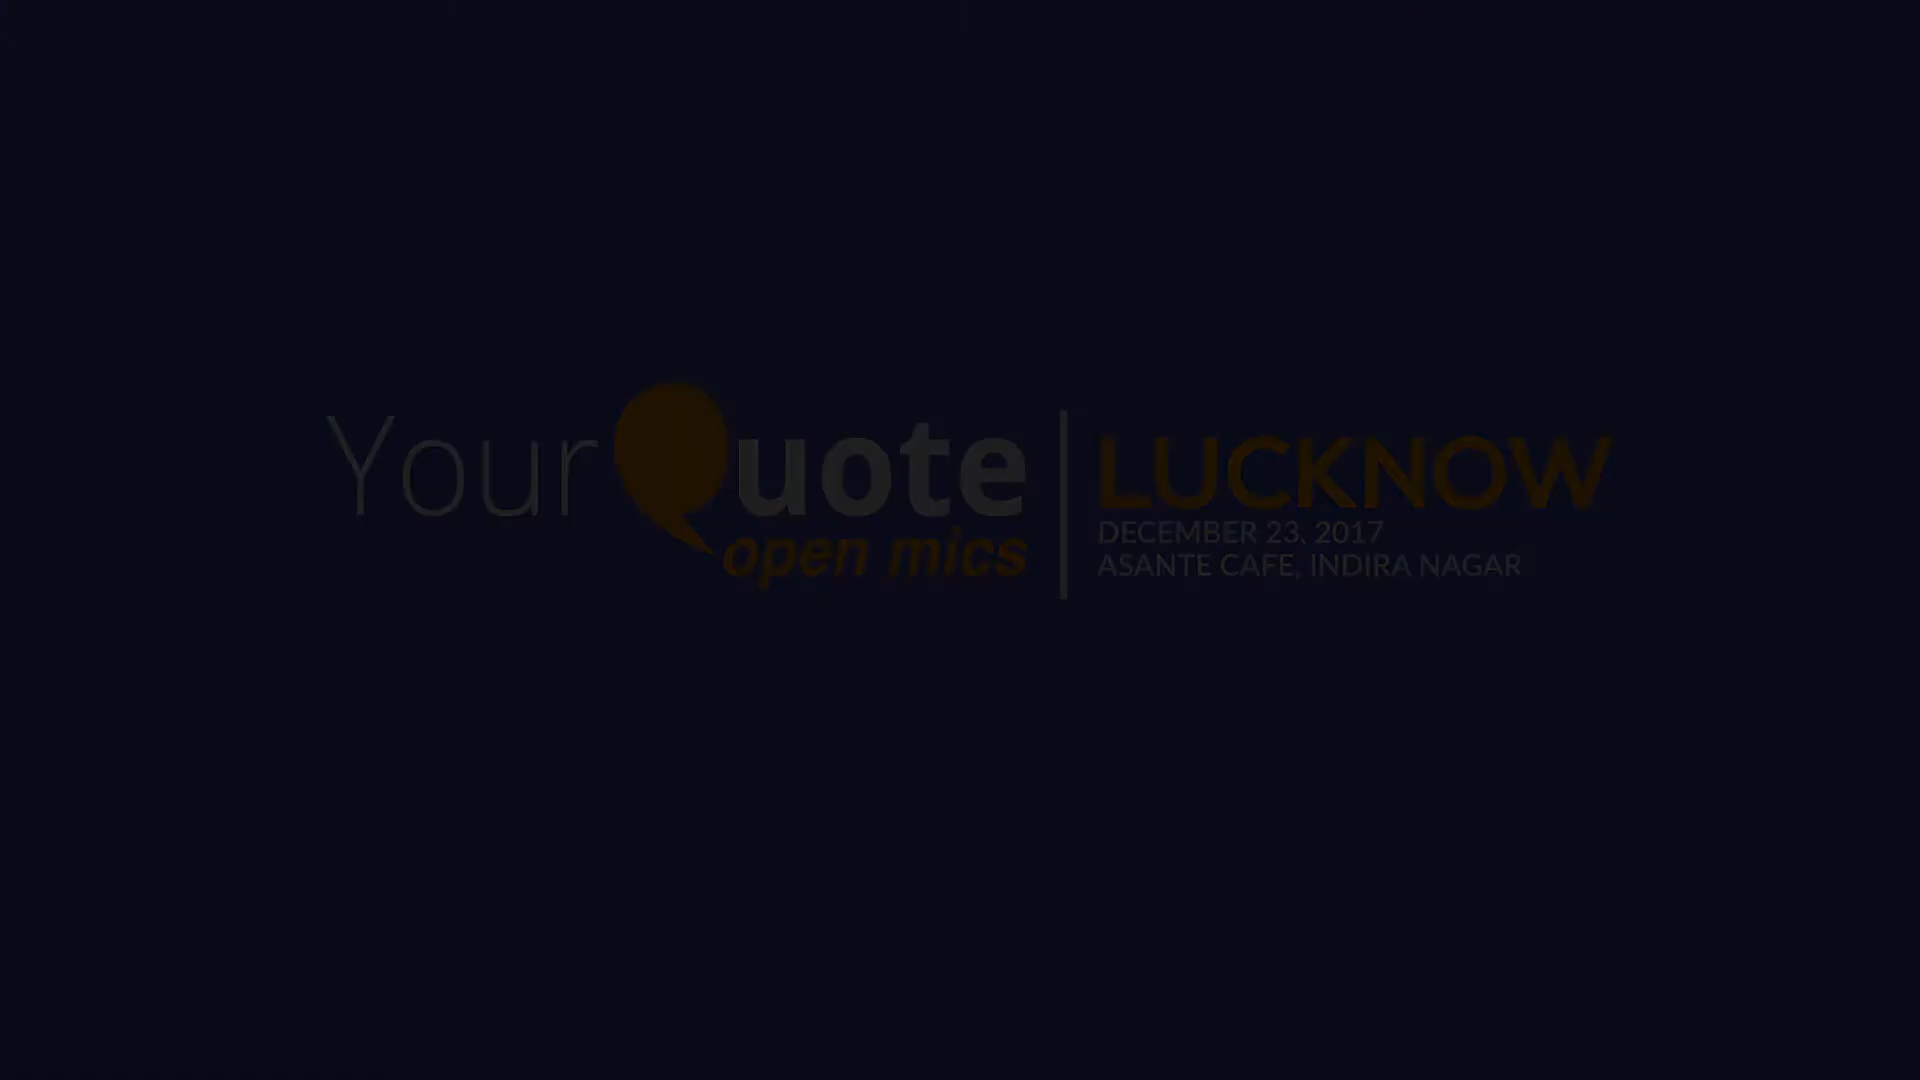 YourQuote
open mics
LUCKNOW
DECEMBER 23, 2017
ASANTE CAFE, INDIRA NAGAR